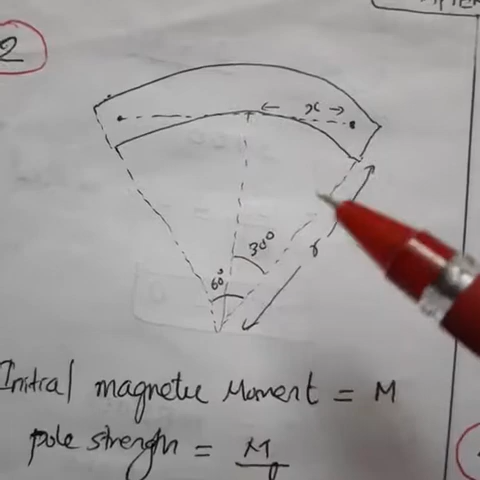 2
x
30°
60°
r
Initial magnetic Moment = M
pole strength = M